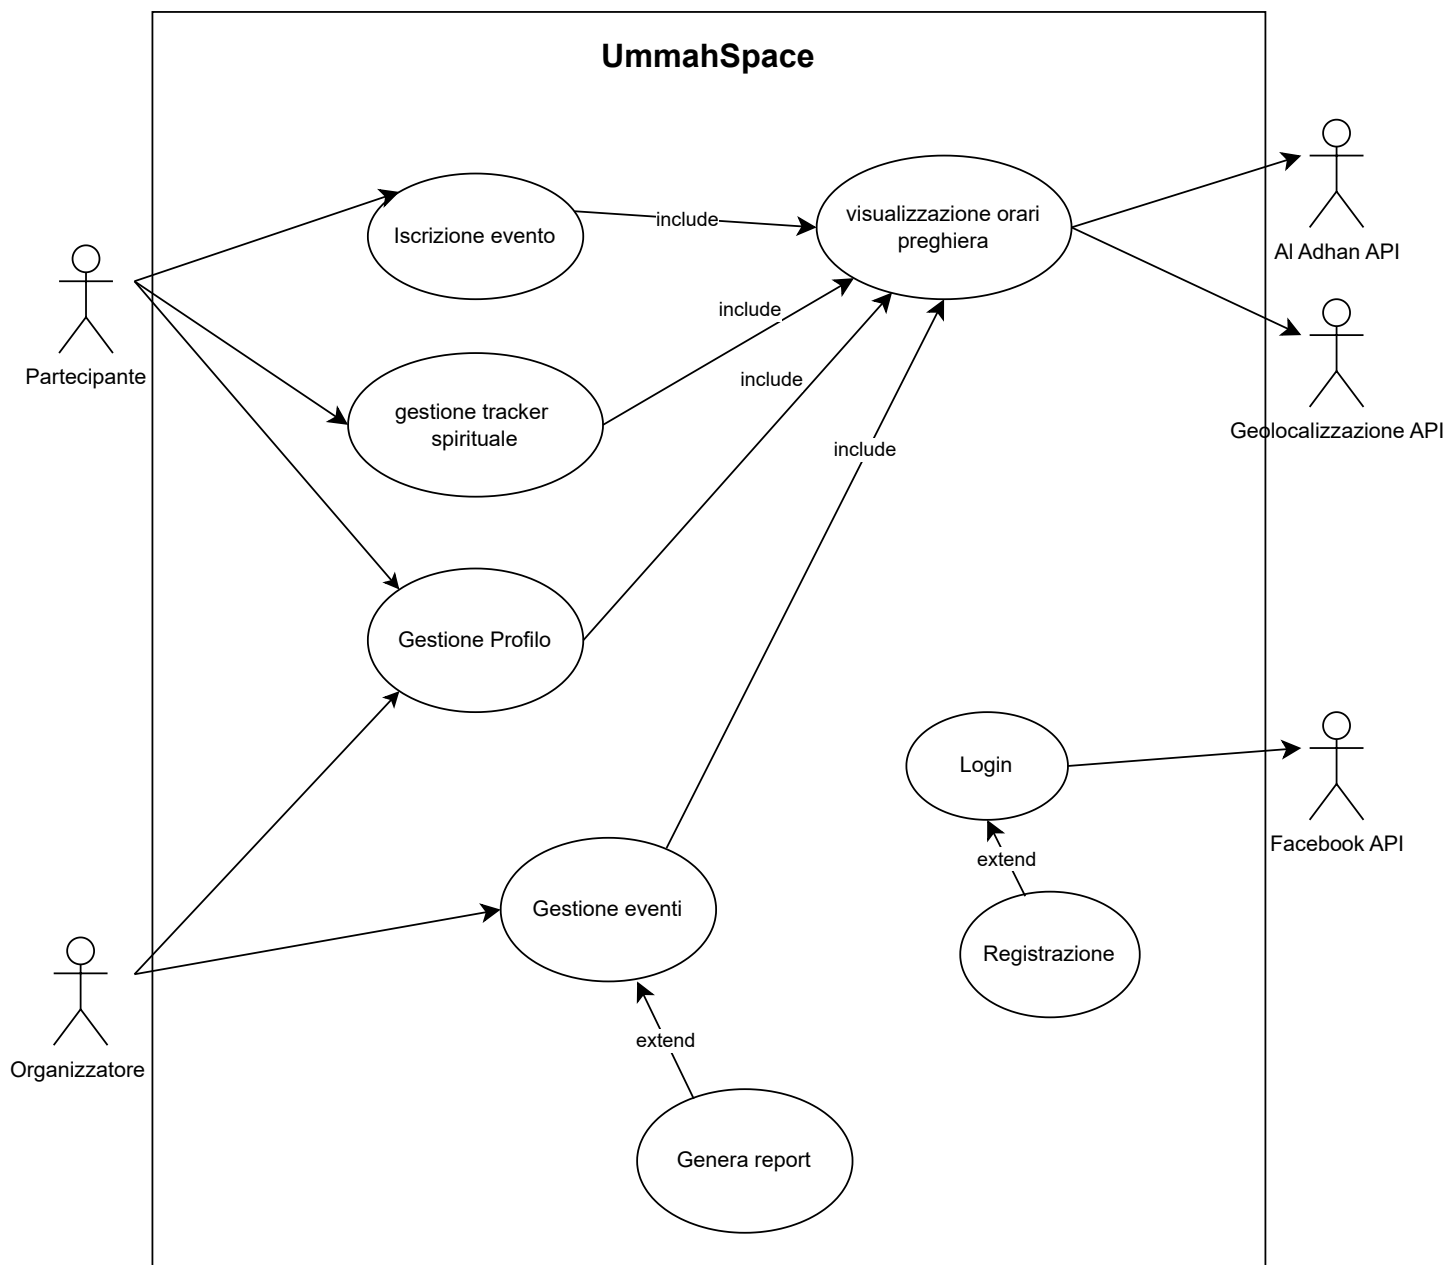 UmmahSpace
Iscrizione evento
include
visualizzazione orari
preghiera
Al Adhan API
Partecipante
include
gestione tracker
spirituale
include
Geolocalizzazione API
include
Gestione Profilo
Login
Facebook API
extend
Gestione eventi
Registrazione
Organizzatore
extend
Genera report